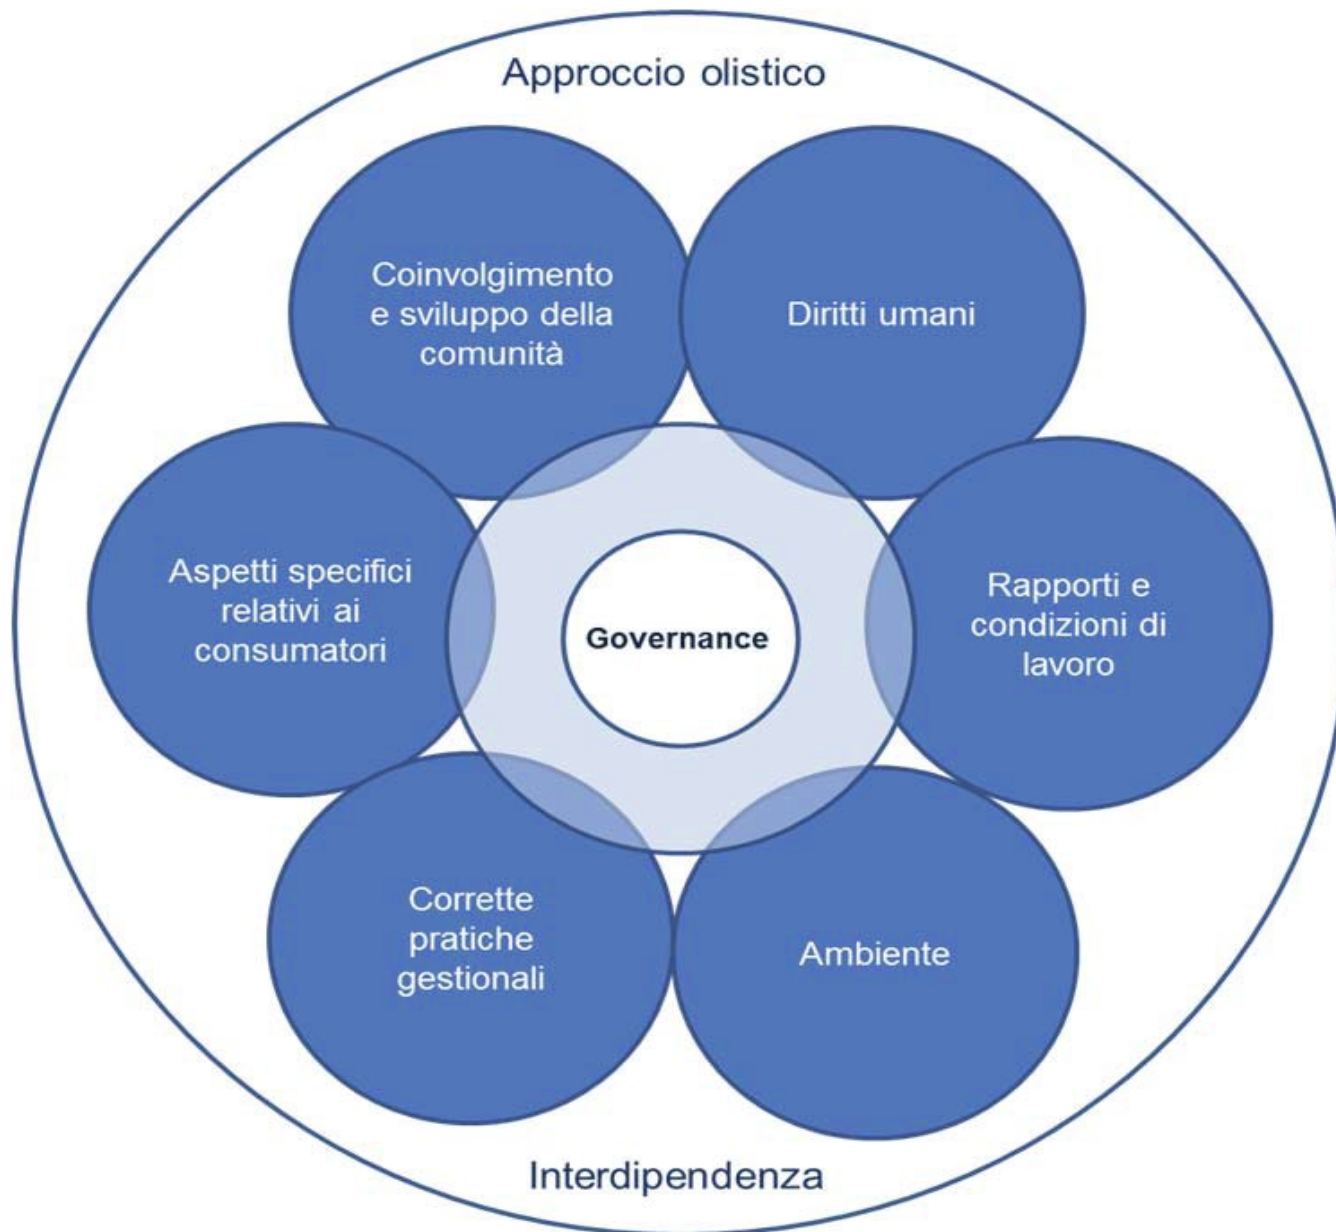 Approccio olistico
Coinvolgimento
e sviluppo della
comunità
Diritti umani
Aspetti specifici
relativi ai
consumatori
Governance
Rapporti e
condizioni di
lavoro
Corrette
pratiche
gestionali
Ambiente
Interdipendenza